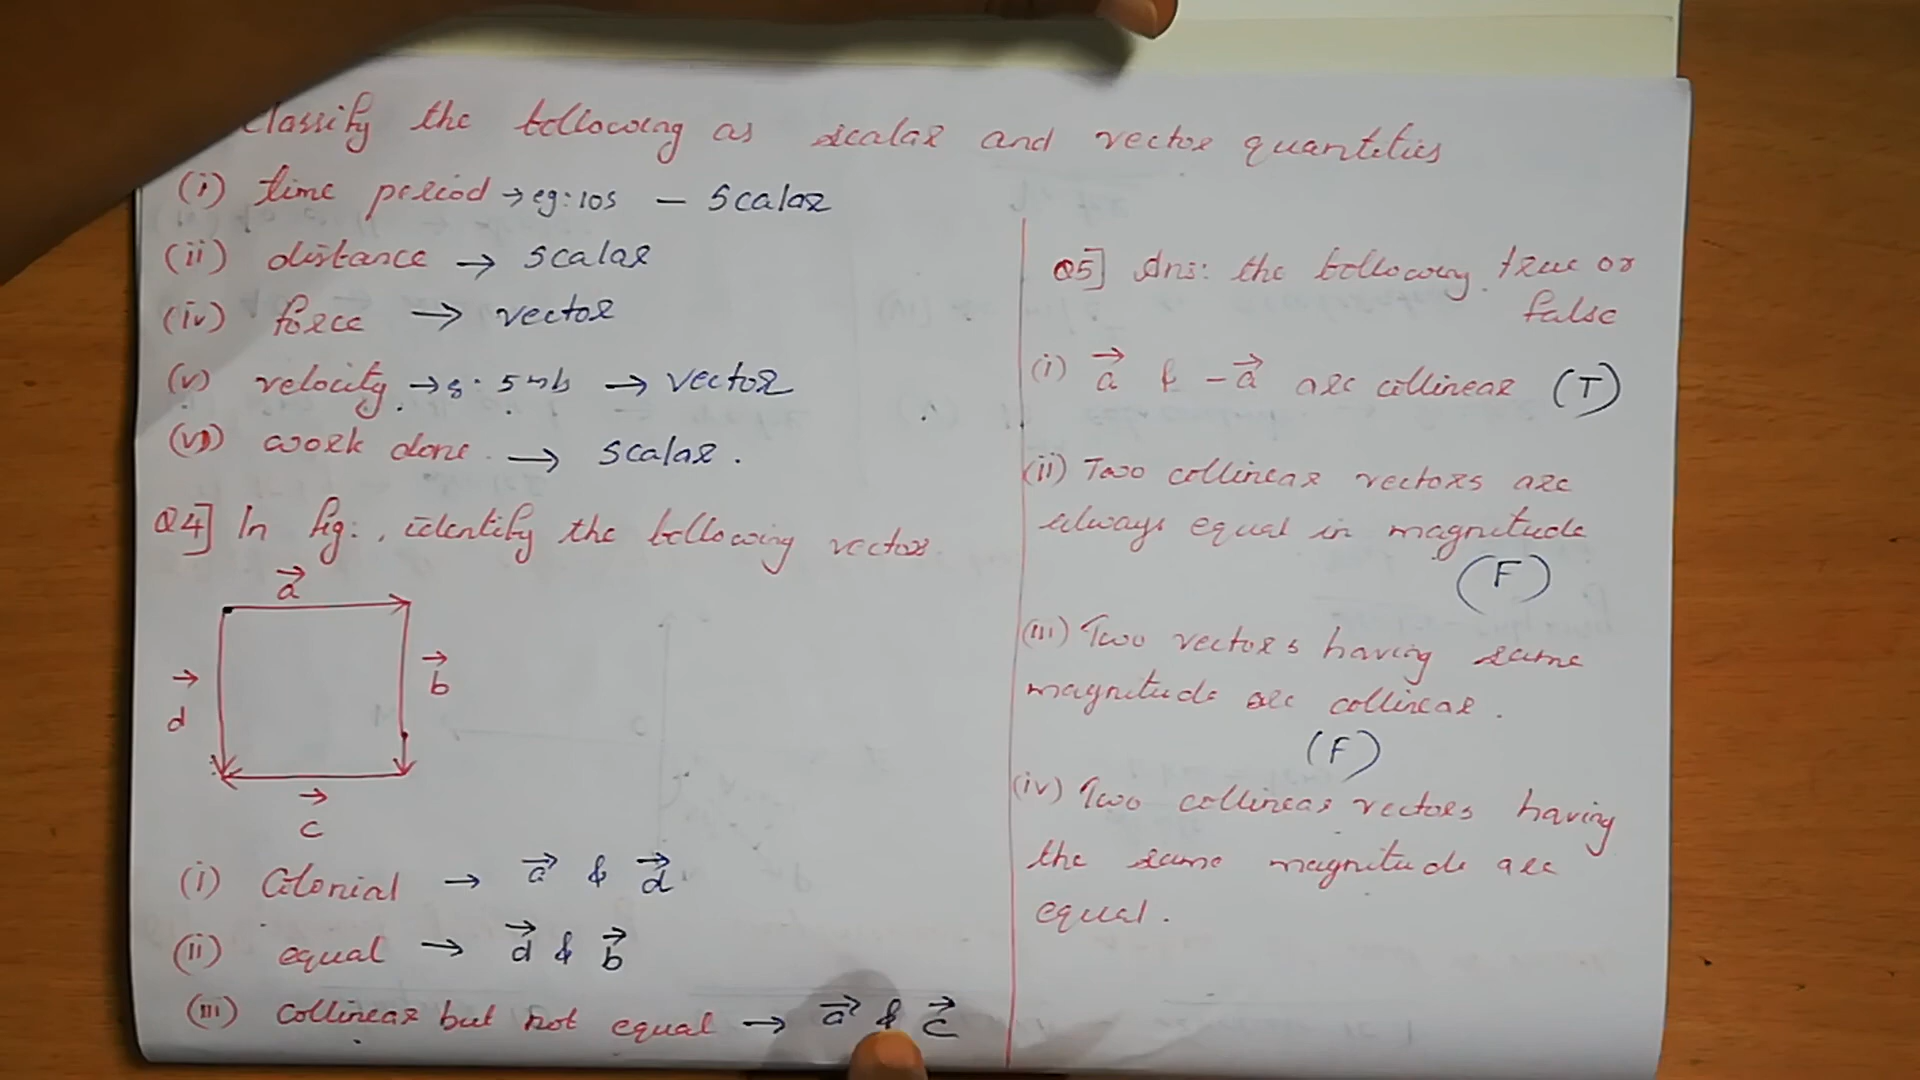 Classify the following as scalar and vector quantities
(i) time period → eg: 10s – Scalar
(ii) distance → scalar
(iv) force → vector
(v) velocity → → vector
(vi) work done → scalar.
Q4] In fig:, identify the following vector
a⃗
b⃗
d⃗
c⃗
(i) → a⃗ & d⃗
(ii) equal → d⃗ & b⃗
(iii) collinear but not equal → a⃗ & c⃗
Q5] Ans: the following true or
false
(i) a⃗ & –a⃗ are collinear (T)
(ii) Two collinear vectors are
always equal in magnitude
(F)
(iii) Two vectors having same
magnitude are collinear.
(F)
(iv) Two collinear vectors having
the same magnitude are
equal.